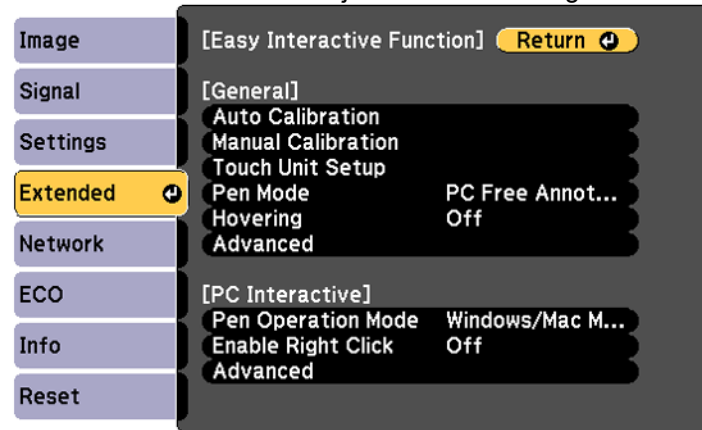 Image
Signal
Settings
Extended
Network
ECO
Info
Reset
[Easy Interactive Function] Return
[General]
Auto Calibration
Manual Calibration
Touch Unit Setup
Pen Mode PC Free Annot...
Hovering Off
Advanced
[PC Interactive]
Pen Operation Mode Windows/Mac M...
Enable Right Click Off
Advanced